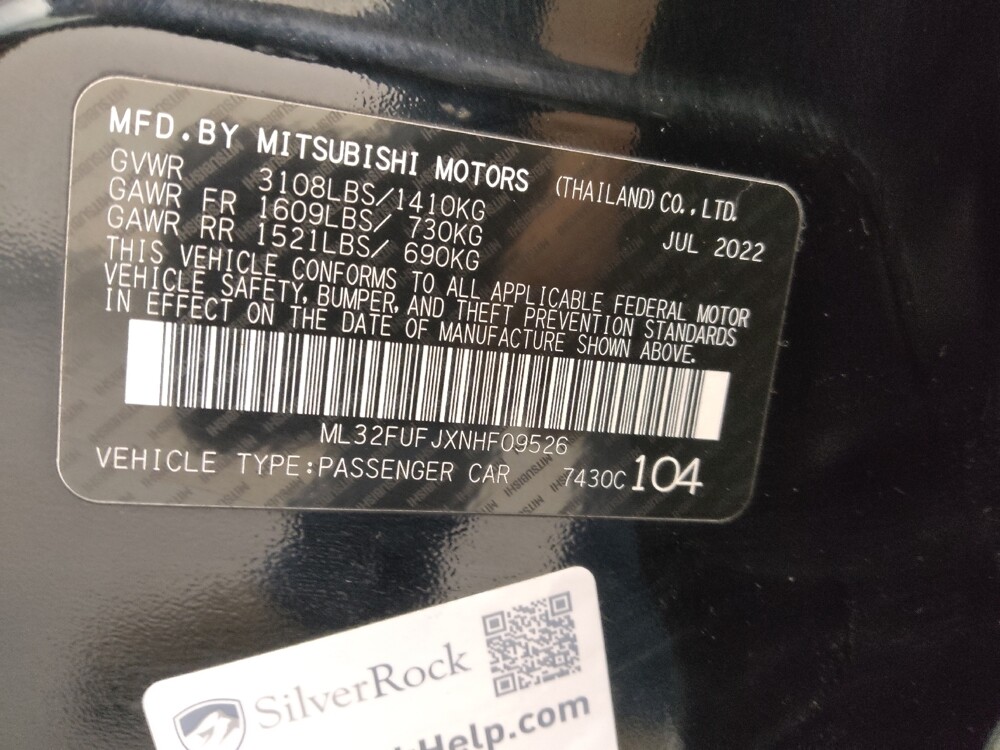 MFD.BY MITSUBISHI MOTORS (THAILAND) CO.,LTD.
GVWR 3108LBS/1410KG JUL 2022
GAWR FR 1609LBS/ 730KG
GAWR RR 1521LBS/ 690KG
THIS VEHICLE CONFORMS TO ALL APPLICABLE FEDERAL MOTOR
VEHICLE SAFETY, BUMPER, AND THEFT PREVENTION STANDARDS
IN EFFECT ON THE DATE OF MANUFACTURE SHOWN ABOVE.
ML32FUFJXNHF09526
VEHICLE TYPE:PASSENGER CAR 7430C 104
SilverRock
Help.com